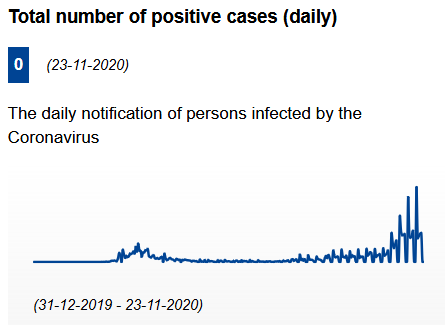 Total number of positive cases (daily)
0 (23-11-2020)
The daily notification of persons infected by the
Coronavirus
(31-12-2019 - 23-11-2020)